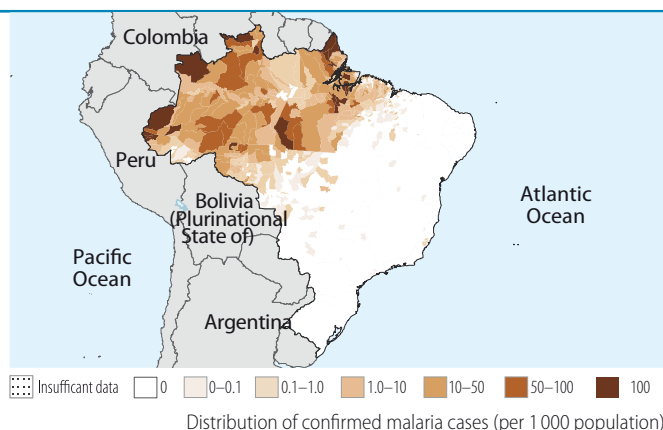 Colombia
Peru
Bolivia
(Plurinational
State of)
Atlantic
Ocean
Pacific
Ocean
Argentina
Insufficant data 0 0–0.1 0.1–1.0 1.0–10 10–50 50–100 100
Distribution of confirmed malaria cases (per 1 000 population)